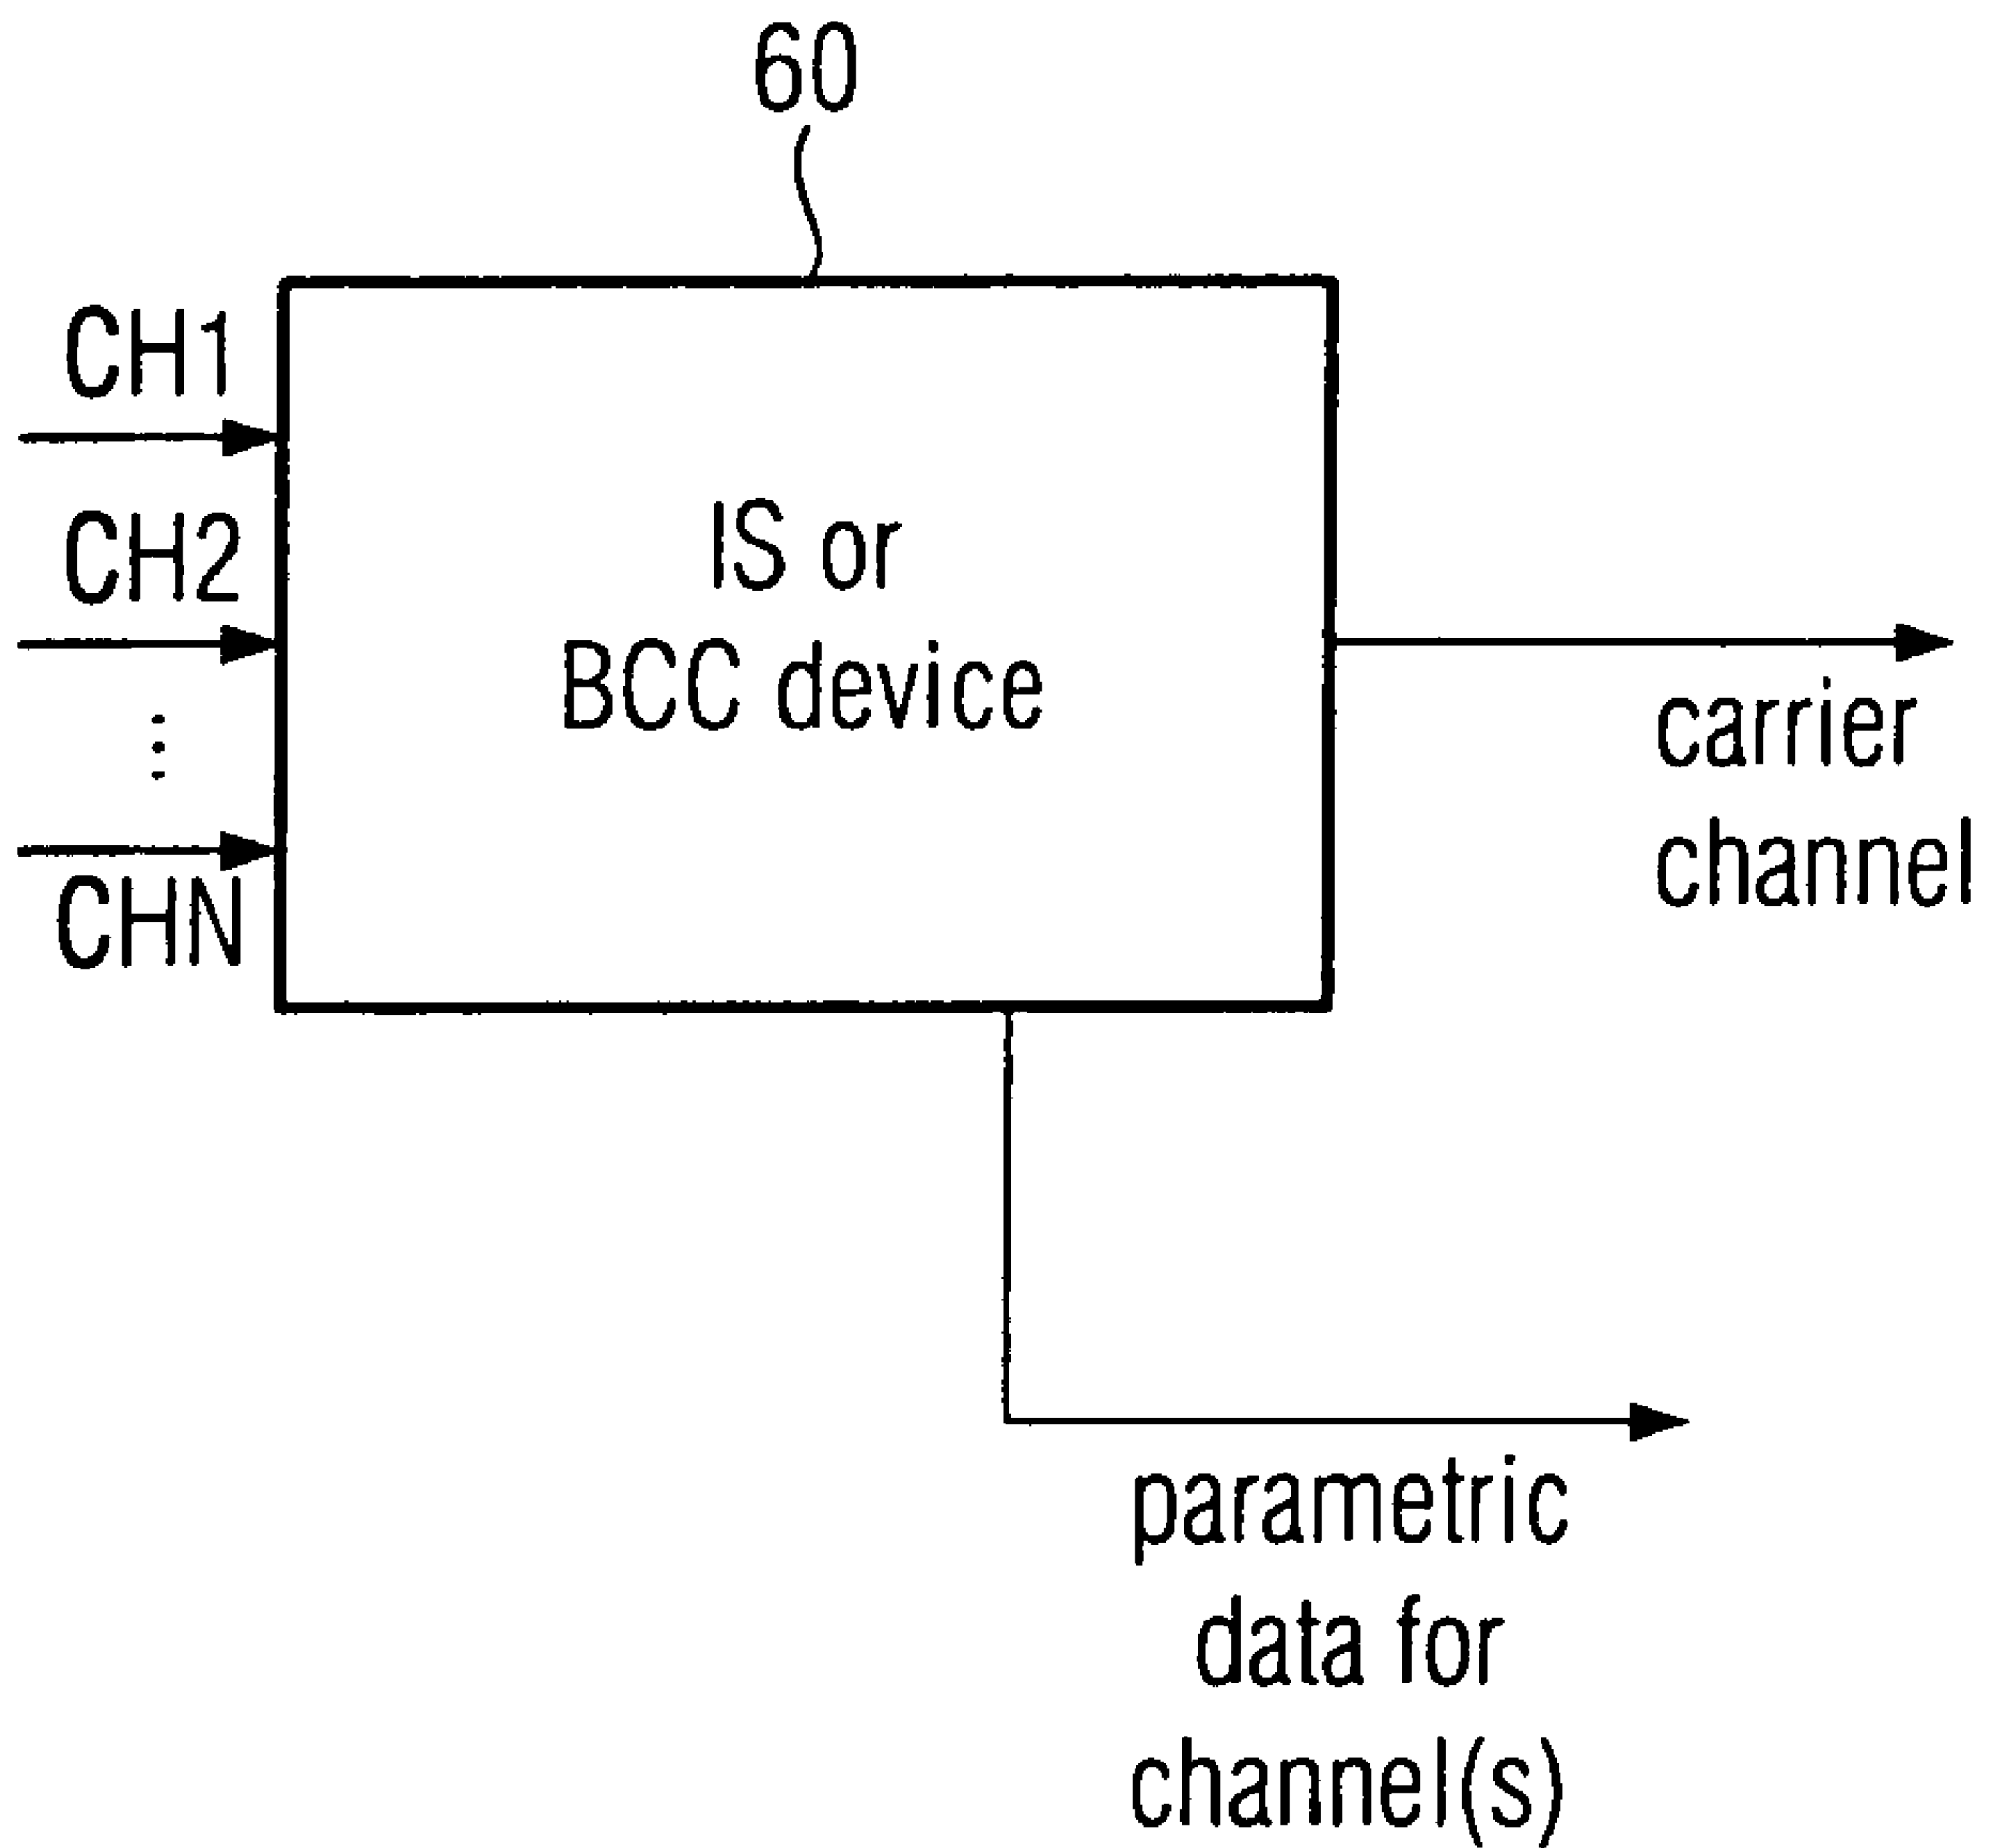 60
CH1
CH2
⋮
CHN
IS or
BCC device
carrier
channel
parametric
data for
channel(s)